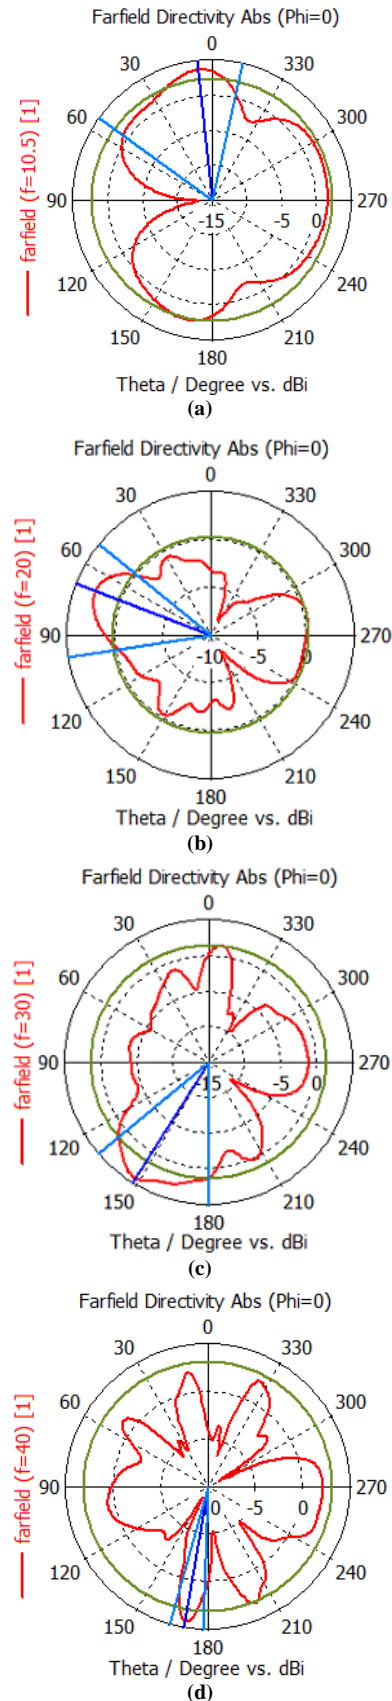 Farfield Directivity Abs (Phi=0)
0
30 330
60 300
90 -15 -5 0 270
120 240
150 210
180
farfield (f=10.5) [1]
Theta / Degree vs. dBi
(a)
Farfield Directivity Abs (Phi=0)
0
30 330
60 300
90 -10 -5 0 270
120 240
150 210
180
farfield (f=20) [1]
Theta / Degree vs. dBi
(b)
Farfield Directivity Abs (Phi=0)
0
30 330
60 300
90 -15 -5 0 270
120 240
150 210
180
farfield (f=30) [1]
Theta / Degree vs. dBi
(c)
Farfield Directivity Abs (Phi=0)
0
30 330
60 300
90 -5 0 270
120 240
150 210
180
farfield (f=40) [1]
Theta / Degree vs. dBi
(d)